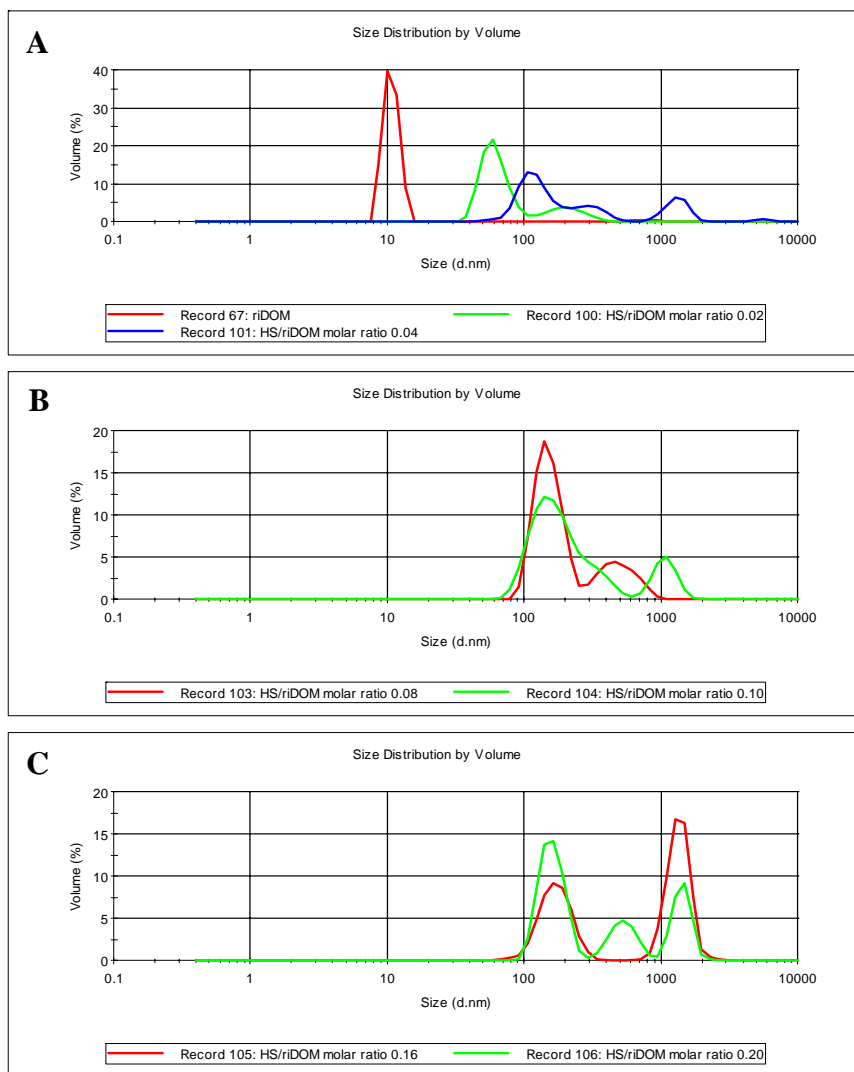 A
Size Distribution by Volume
40
30
20
10
0
Volume (%)
0.1 1 10 100 1000 10000
Size (d.nm)
Record 67: riDOM Record 100: HS/riDOM molar ratio 0.02
Record 101: HS/riDOM molar ratio 0.04
B
Size Distribution by Volume
20
15
10
5
0
Volume (%)
0.1 1 10 100 1000 10000
Size (d.nm)
Record 103: HS/riDOM molar ratio 0.08 Record 104: HS/riDOM molar ratio 0.10
C
Size Distribution by Volume
20
15
10
5
0
Volume (%)
0.1 1 10 100 1000 10000
Size (d.nm)
Record 105: HS/riDOM molar ratio 0.16 Record 106: HS/riDOM molar ratio 0.20